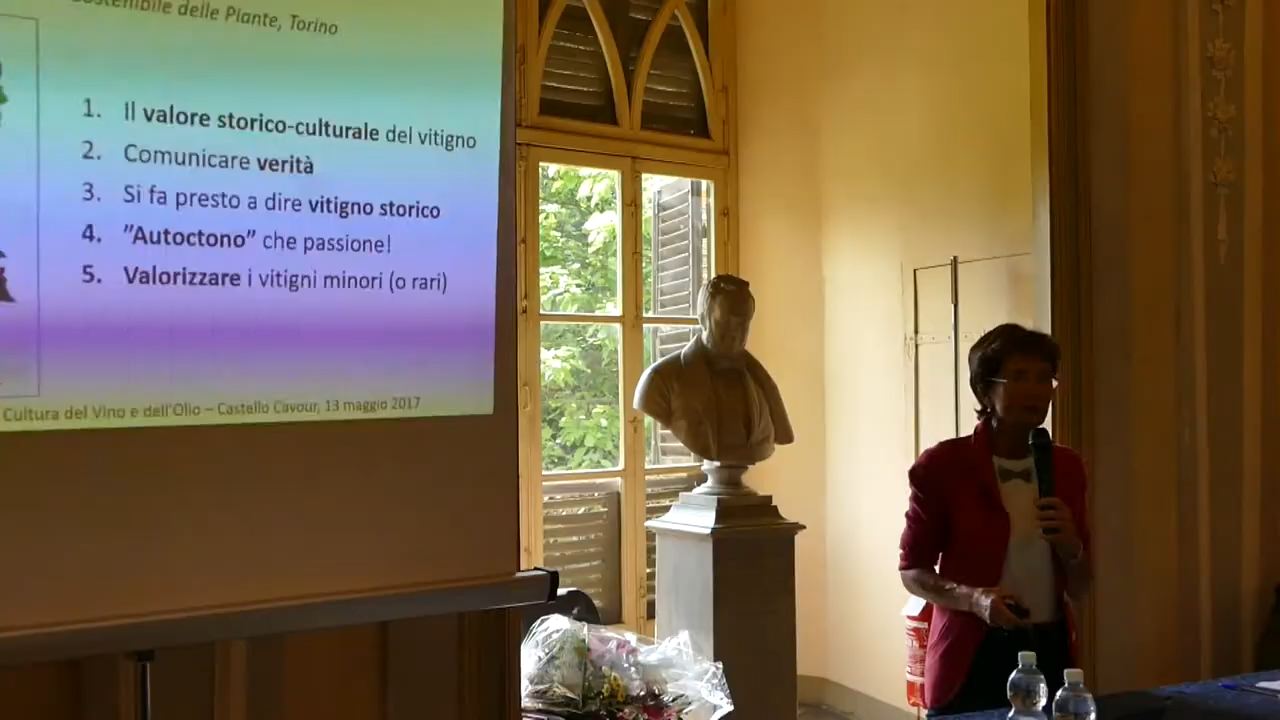 Sostenibile delle Piante, Torino
1. Il valore storico-culturale del vitigno
2. Comunicare verità
3. Si fa presto a dire vitigno storico
4. ”Autoctono” che passione!
5. Valorizzare i vitigni minori (o rari)
Cultura del Vino e dell'Olio – Castello Cavour, 13 maggio 2017